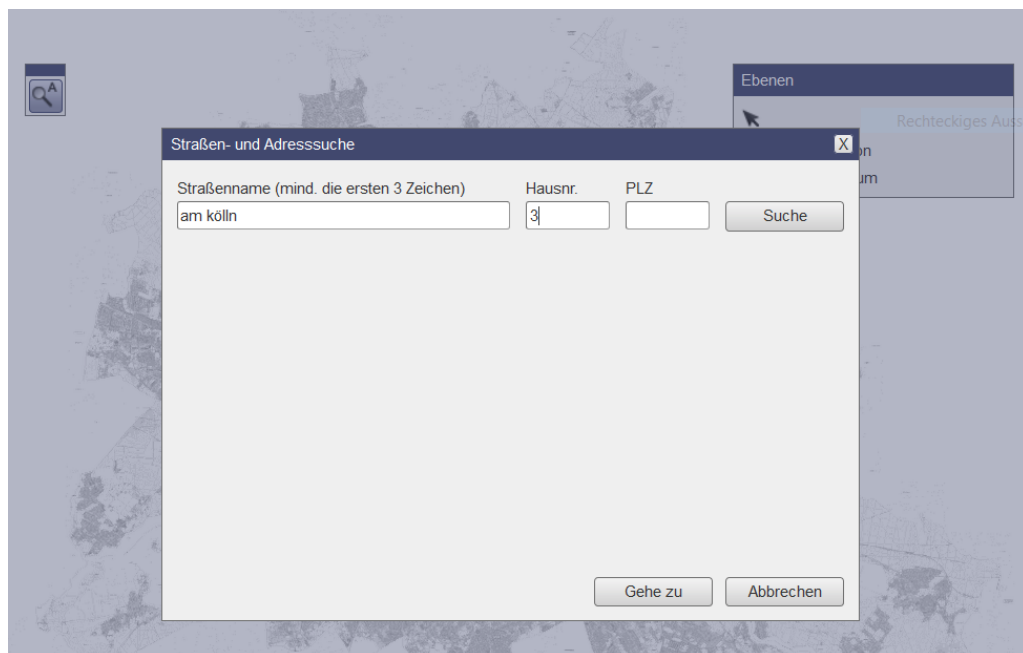 A
Ebenen
Rechteckiges Auss
Straßen- und Adresssuche
X
on
um
Straßenname (mind. die ersten 3 Zeichen) Hausnr. PLZ
am kölln 3 Suche
Gehe zu Abbrechen